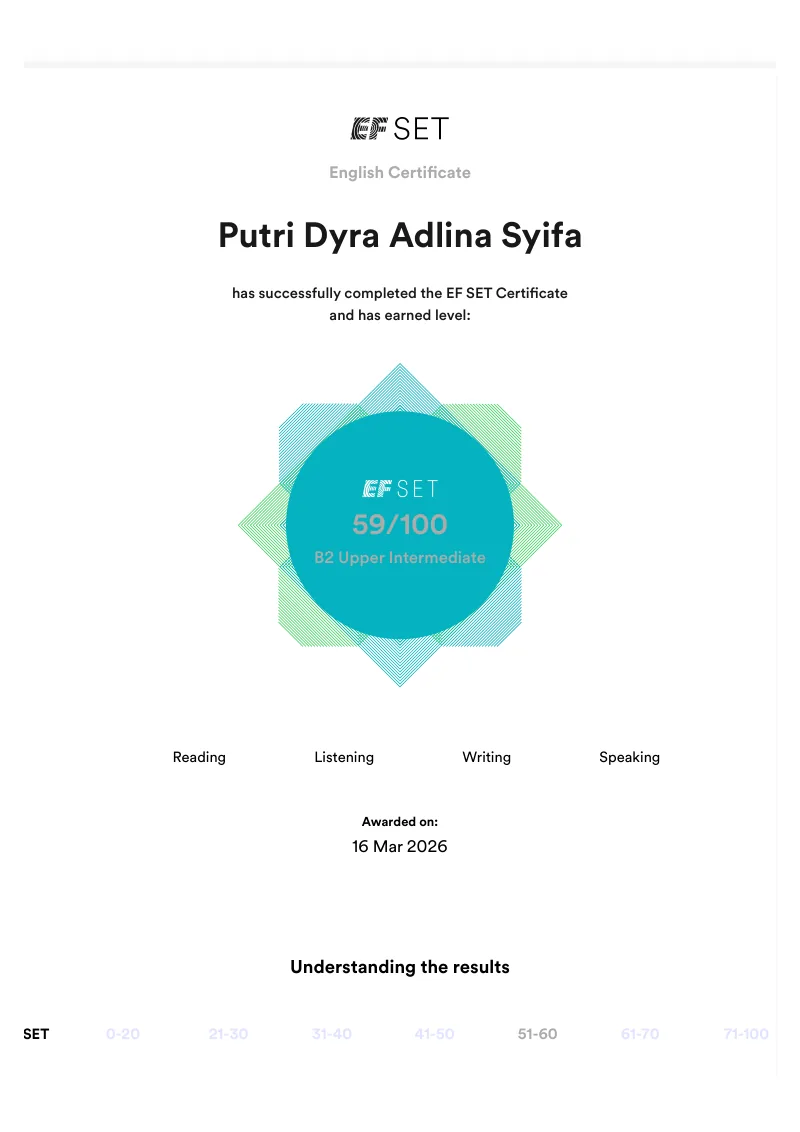 EF SET
English Certificate
Putri Dyra Adlina Syifa
has successfully completed the EF SET Certificate
and has earned level:
EF SET
59/100
B2 Upper Intermediate
Reading Listening Writing Speaking
Awarded on:
16 Mar 2026
Understanding the results
SET 0-20 21-30 31-40 41-50 51-60 61-70 71-100